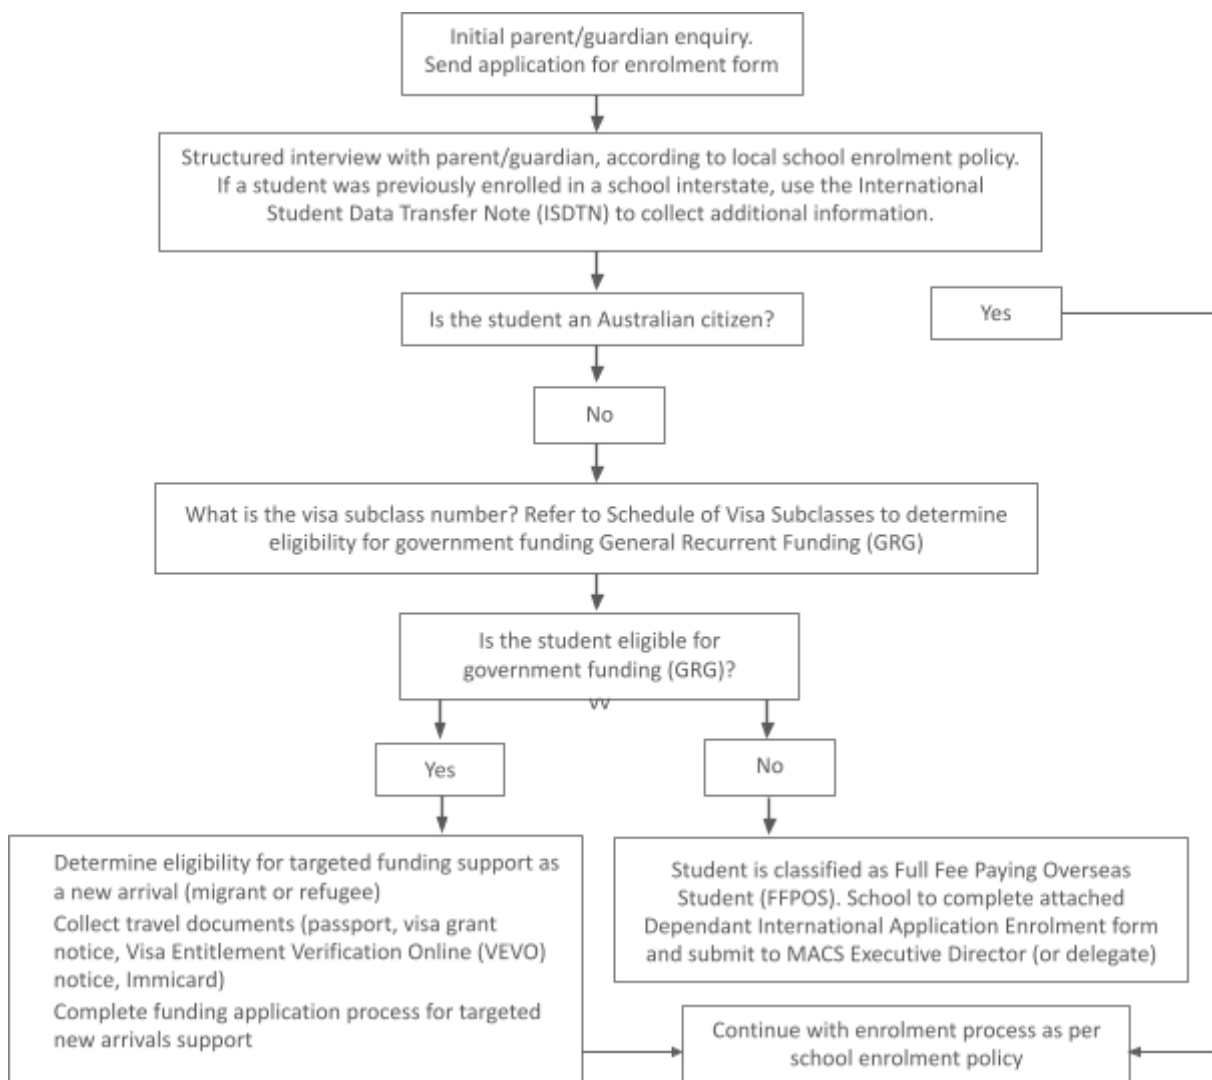 Initial parent/guardian enquiry.
Send application for enrolment form
Structured interview with parent/guardian, according to local school enrolment policy.
If a student was previously enrolled in a school interstate, use the International
Student Data Transfer Note (ISDTN) to collect additional information.
Is the student an Australian citizen?
Yes
No
What is the visa subclass number? Refer to Schedule of Visa Subclasses to determine
eligibility for government funding General Recurrent Funding (GRG)
Is the student eligible for
government funding (GRG)?
Yes
No
Determine eligibility for targeted funding support as
a new arrival (migrant or refugee)
Collect travel documents (passport, visa grant
notice, Visa Entitlement Verification Online (VEVO)
notice, Immicard)
Complete funding application process for targeted
new arrivals support
Student is classified as Full Fee Paying Overseas
Student (FFPOS). School to complete attached
Dependant International Application Enrolment form
and submit to MACS Executive Director (or delegate)
Continue with enrolment process as per
school enrolment policy